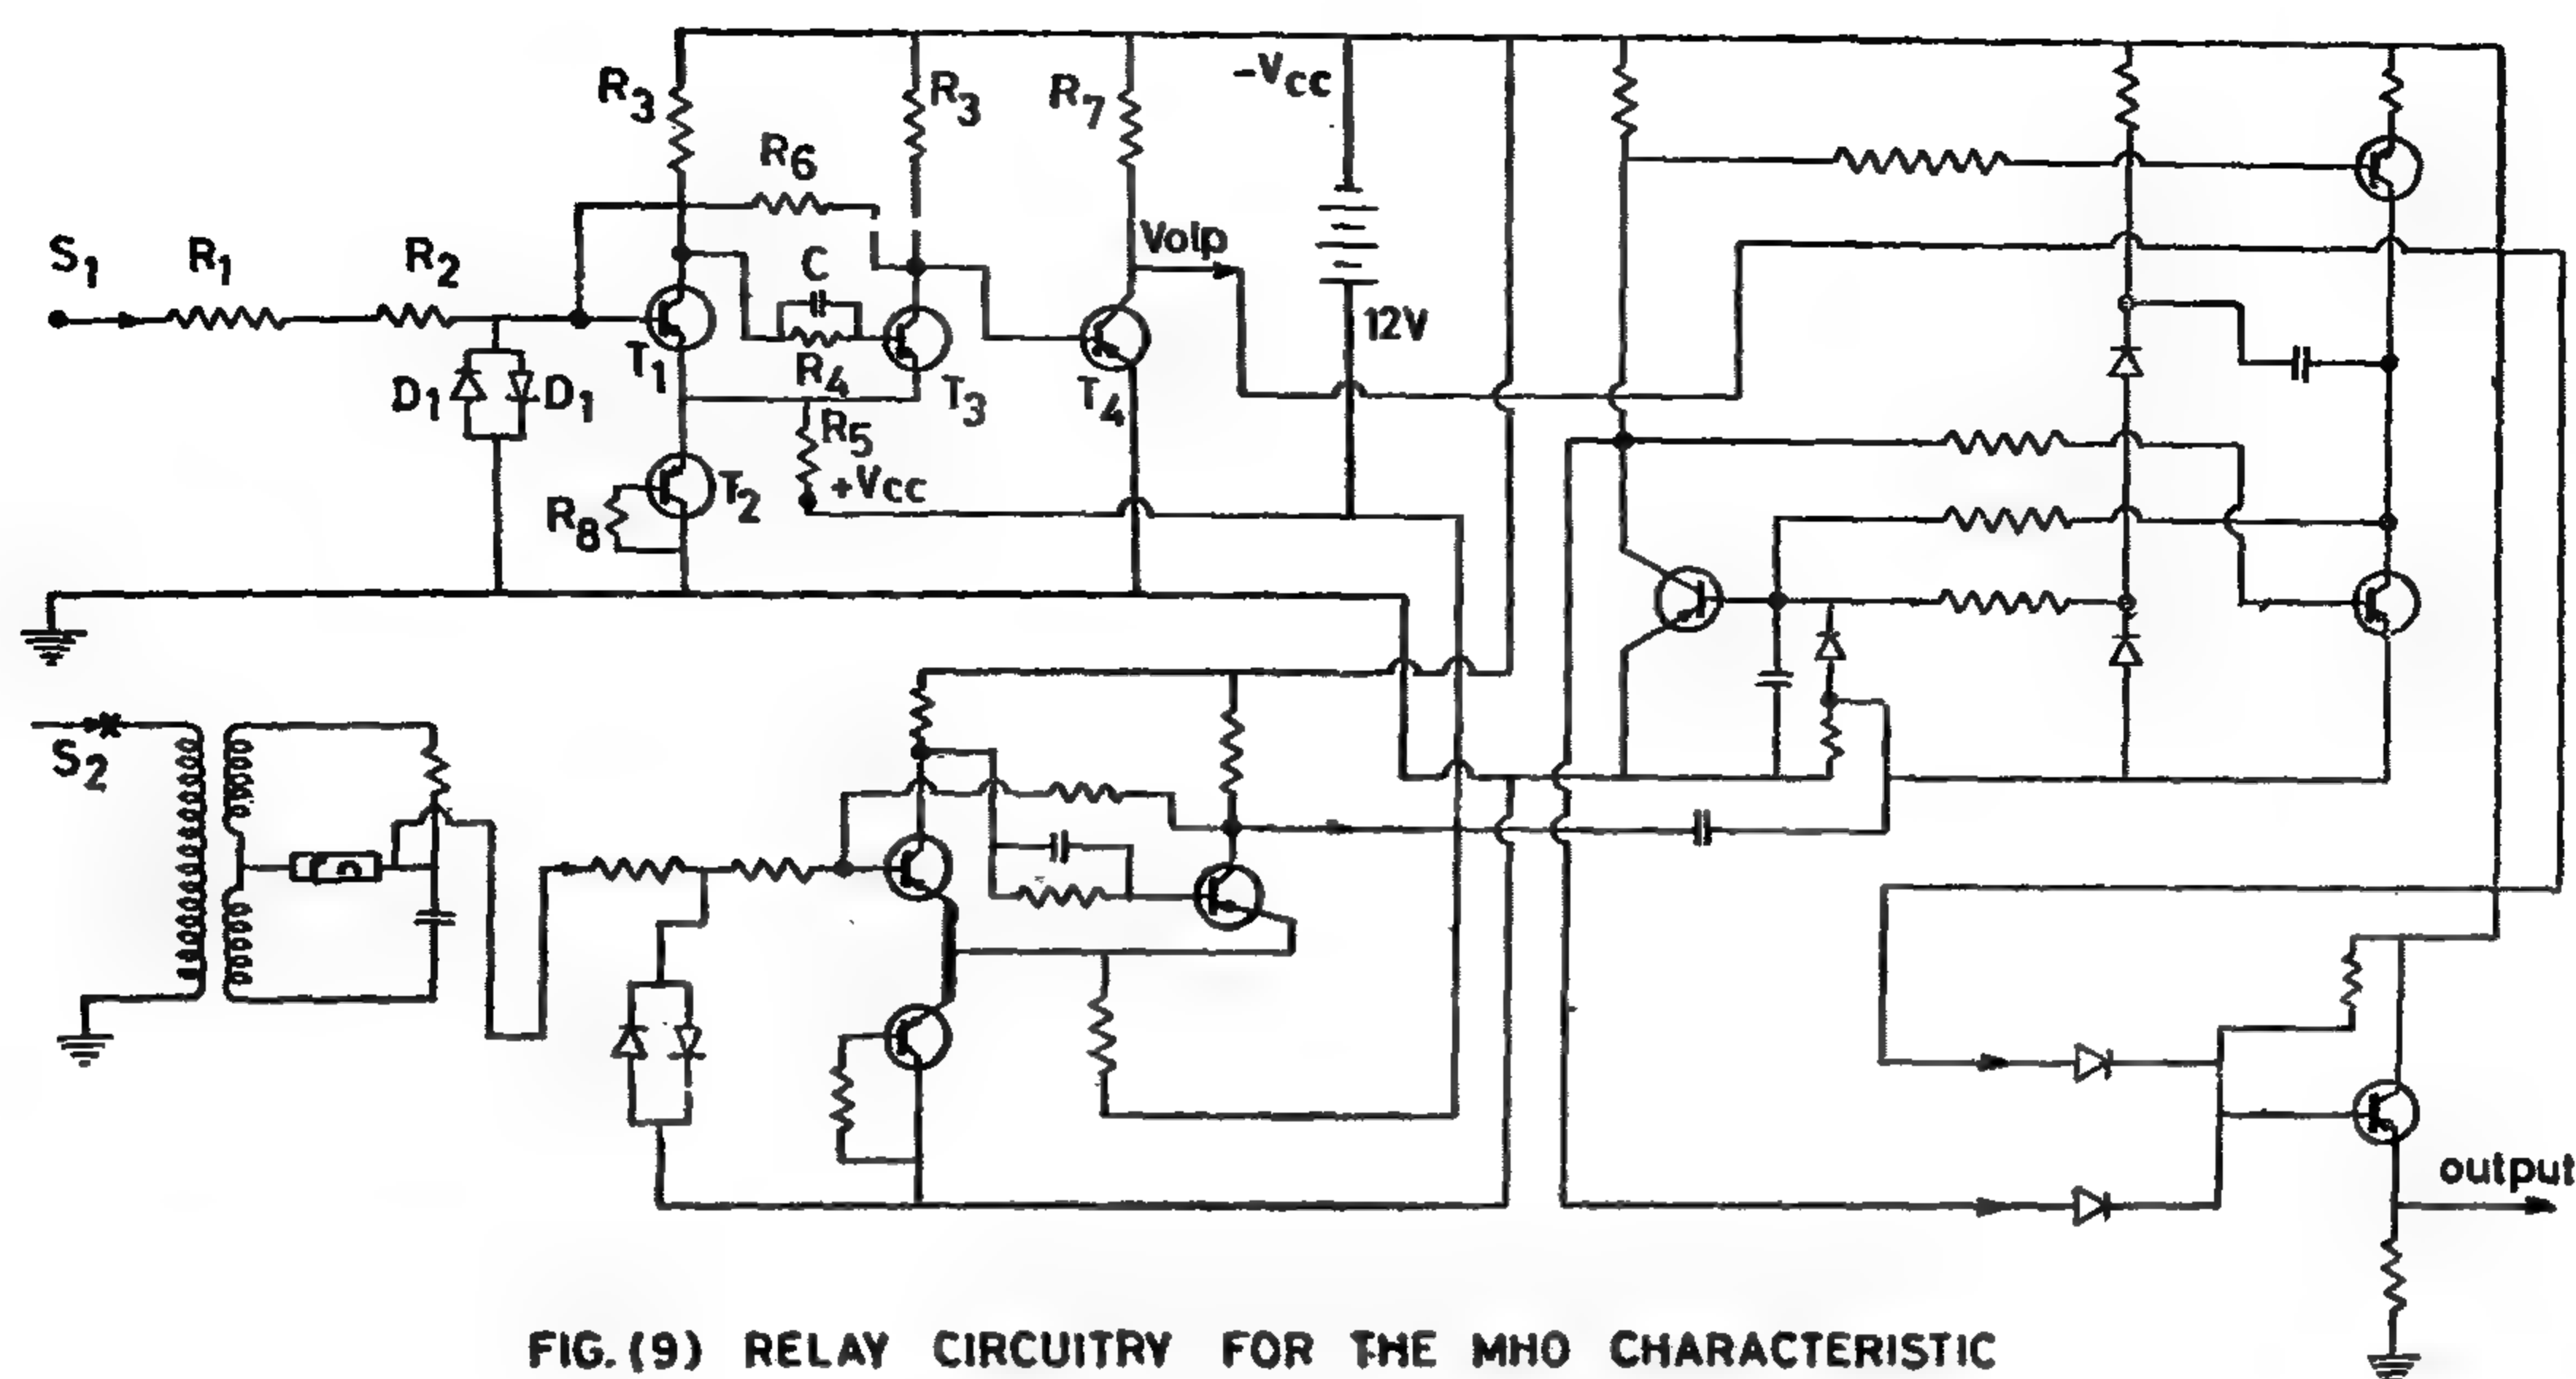 R3
R3
R7
-Vcc
R6
S1
R1
R2
C
Volp
12V
D1
D1
T1
R4
T3
T4
R5
+Vcc
R8
T2
S2
output
FIG.(9) RELAY CIRCUITRY FOR THE MHO CHARACTERISTIC